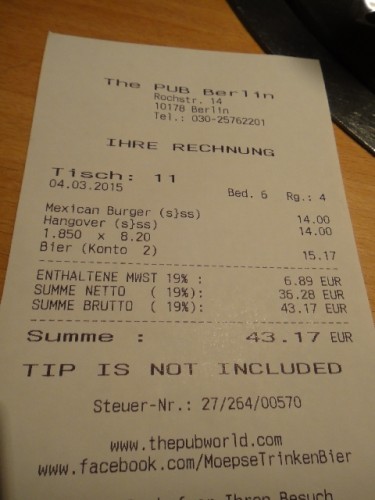 The PUB Berlin
Rochstr. 14
10178 Berlin
Tel.: 030-25762201
IHRE RECHNUNG
Tisch: 11
04.03.2015 Bed. 6 Rg.: 4
Mexican Burger (s}ss) 14.00
Hangover (s}ss) 14.00
1.850 x 8.20
Bier (Konto 2) 15.17
ENTHALTENE MWST 19% : 6.89 EUR
SUMME NETTO ( 19%): 36.28 EUR
SUMME BRUTTO ( 19%): 43.17 EUR
Summe : 43.17 EUR
TIP IS NOT INCLUDED
Steuer-Nr.: 27/264/00570
www.thepubworld.com
www.facebook.com/MoepseTrinkenBier
Ihren Besuch